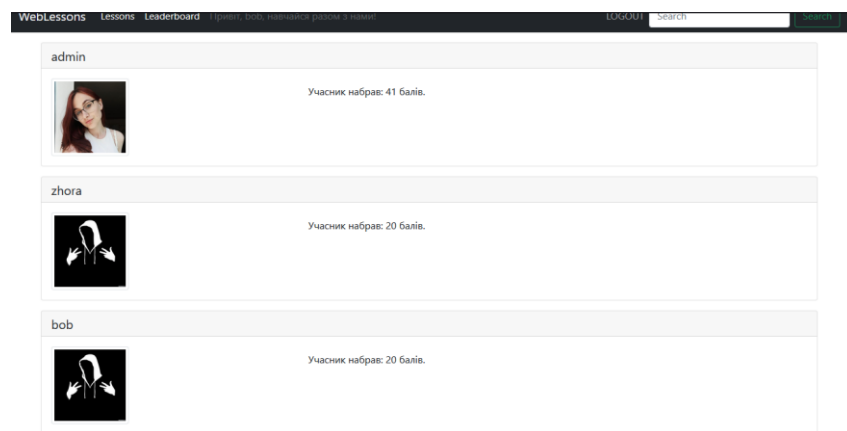 WebLessons Lessons Leaderboard Привіт, bob, навчайся разом з нами! LOGOUT Search Search
admin
Учасник набрав: 41 балів.
zhora
Учасник набрав: 20 балів.
bob
Учасник набрав: 20 балів.